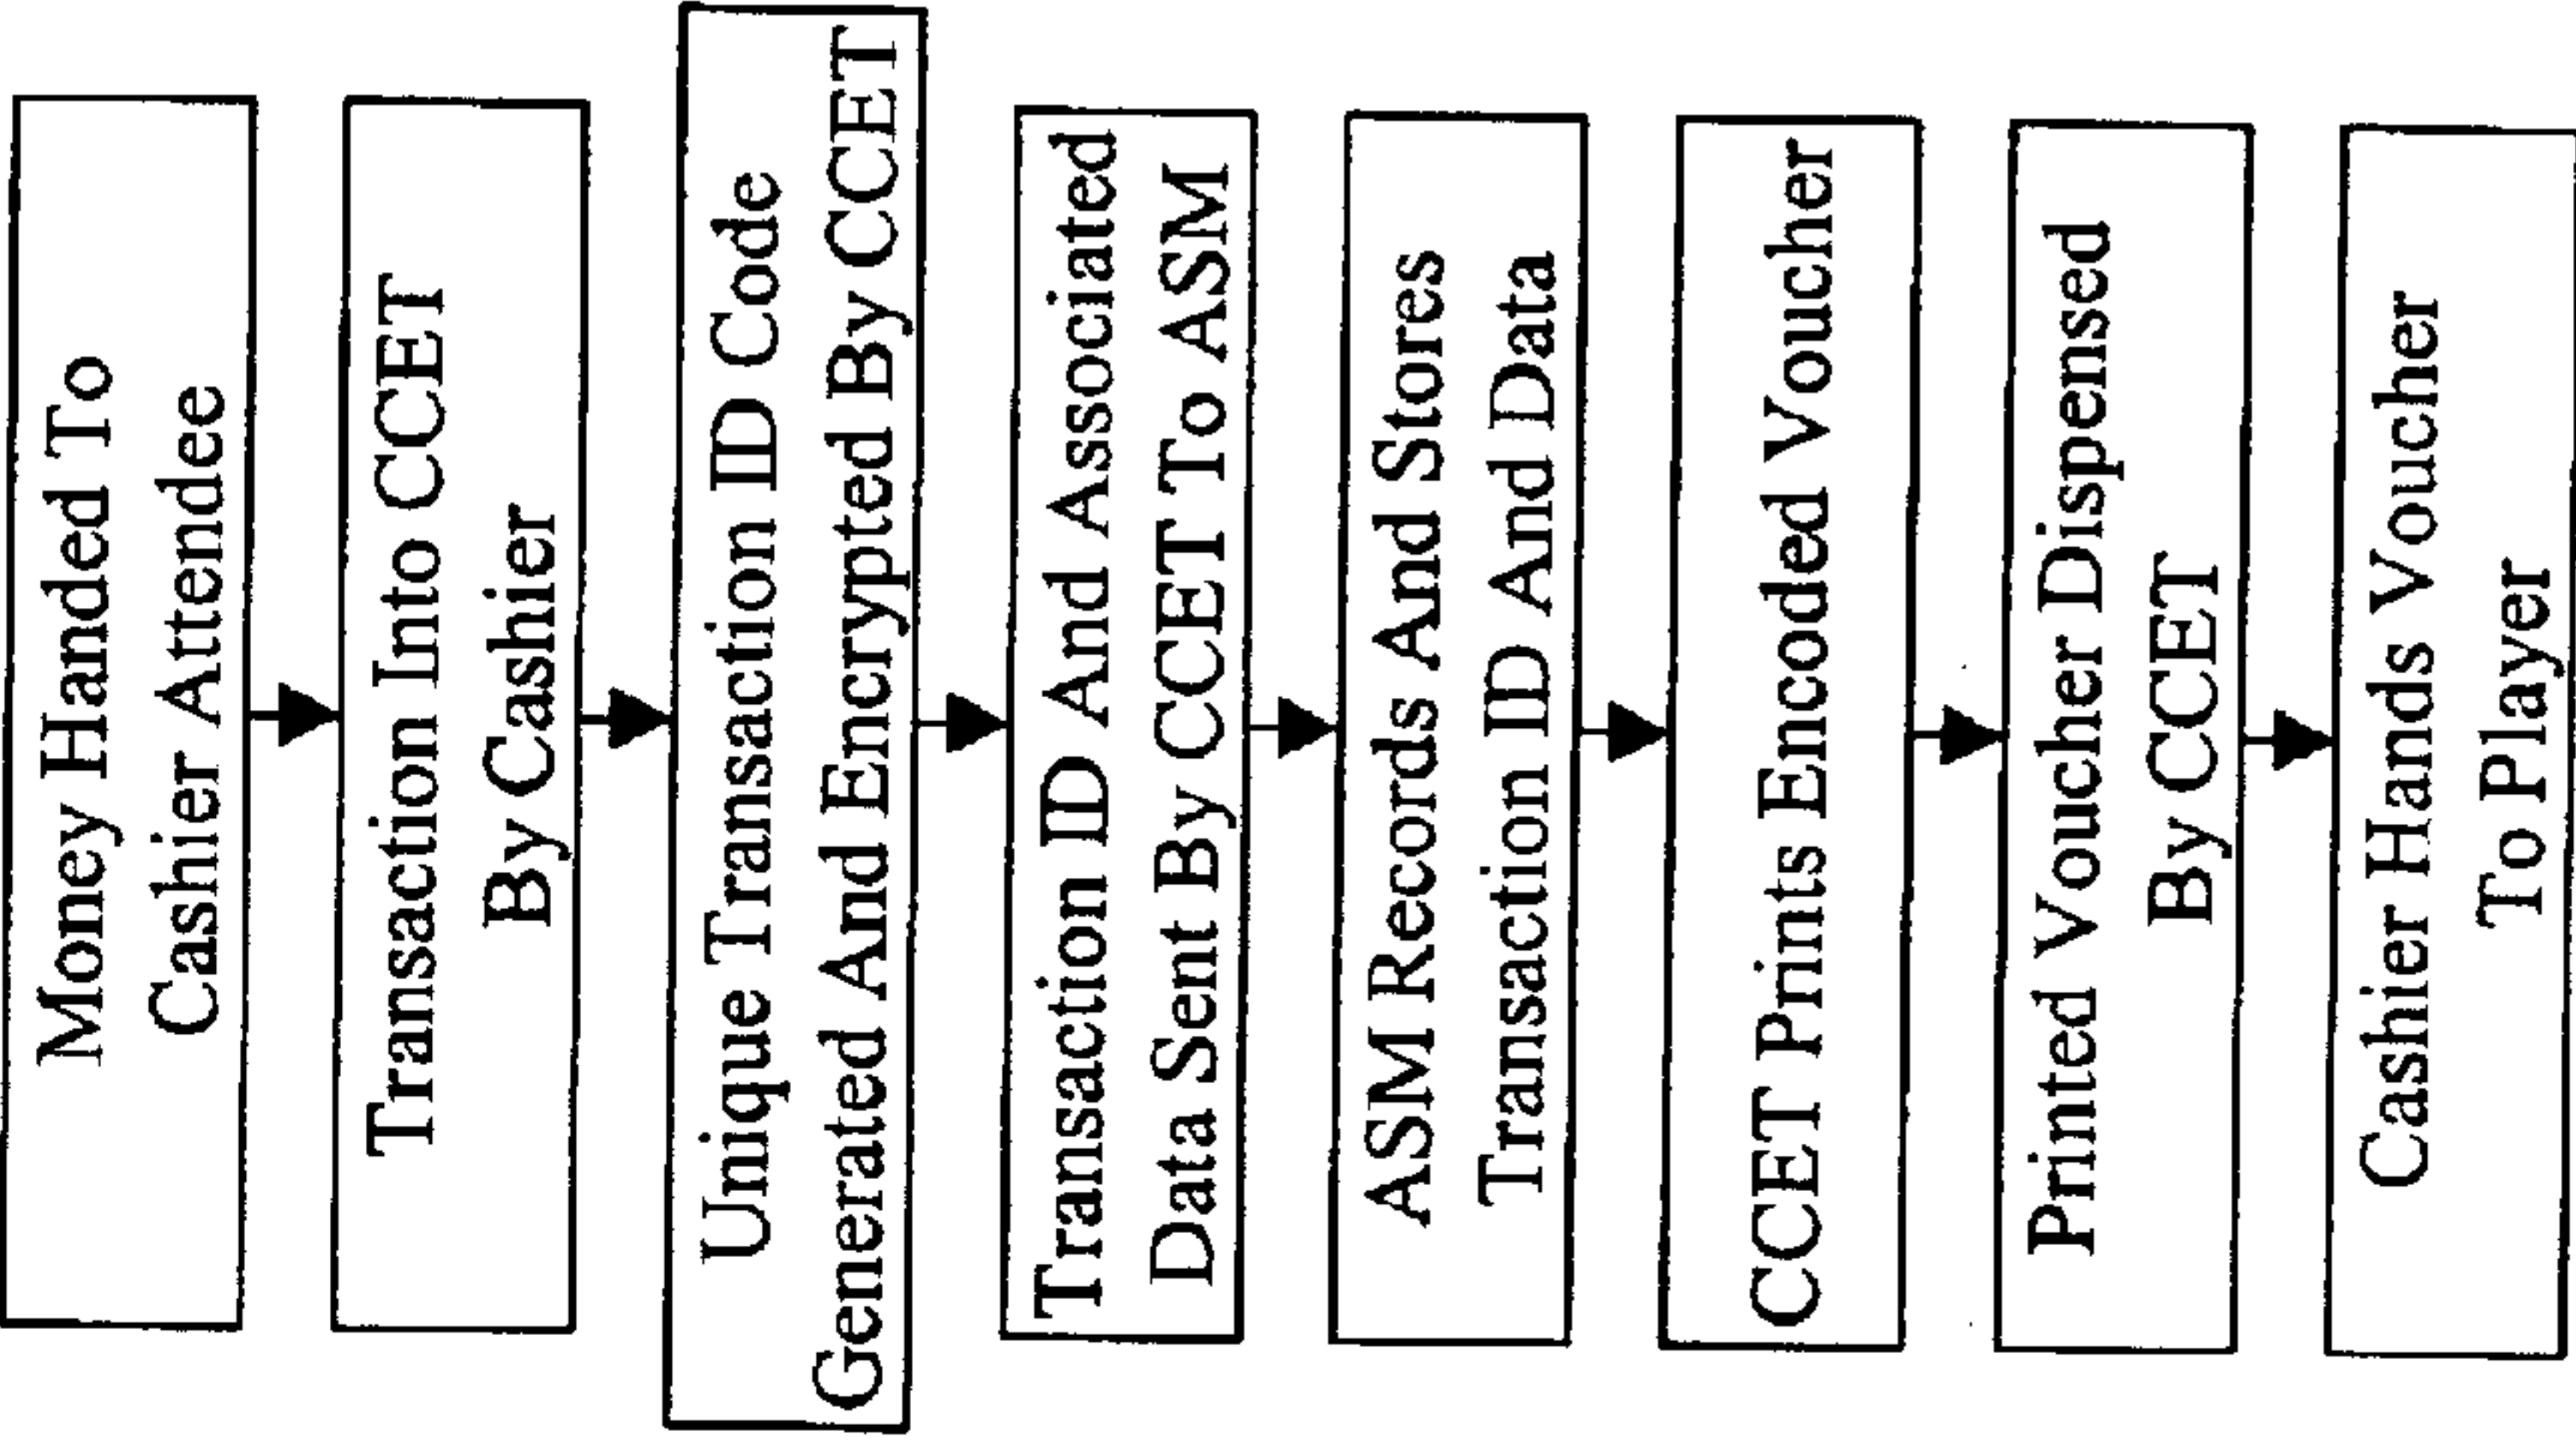 Money Handed To
Cashier Attendee
Transaction Into CCET
By Cashier
Unique Transaction ID Code
Generated And Encrypted By CCET
Transaction ID And Associated
Data Sent By CCET To ASM
ASM Records And Stores
Transaction ID And Data
CCET Prints Encoded Voucher
Printed Voucher Dispensed
By CCET
Cashier Hands Voucher
To Player